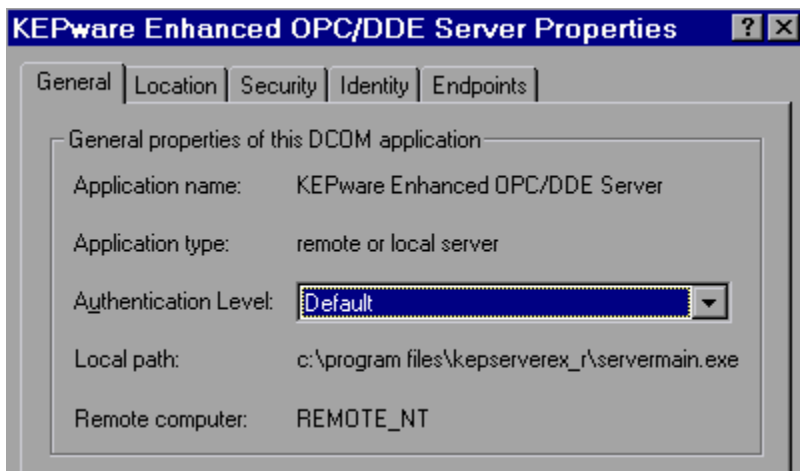 KEPware Enhanced OPC/DDE Server Properties
General Location Security Identity Endpoints
General properties of this DCOM application
Application name: KEPware Enhanced OPC/DDE Server
Application type: remote or local server
Authentication Level: Default
Local path: c:\program files\kepserverex_r\servermain.exe
Remote computer: REMOTE_NT